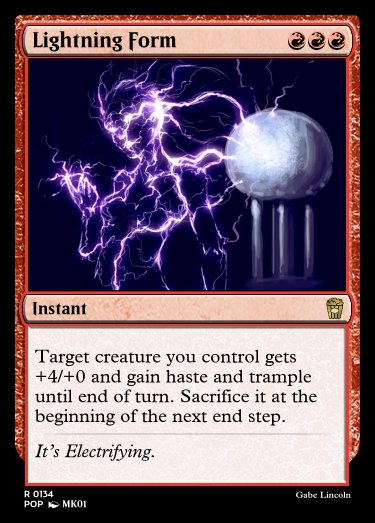 Lightning Form
Instant
Target creature you control gets
+4/+0 and gain haste and trample
until end of turn. Sacrifice it at the
beginning of the next end step.
It's Electrifying.
R 0134
POP MK01
Gabe Lincoln